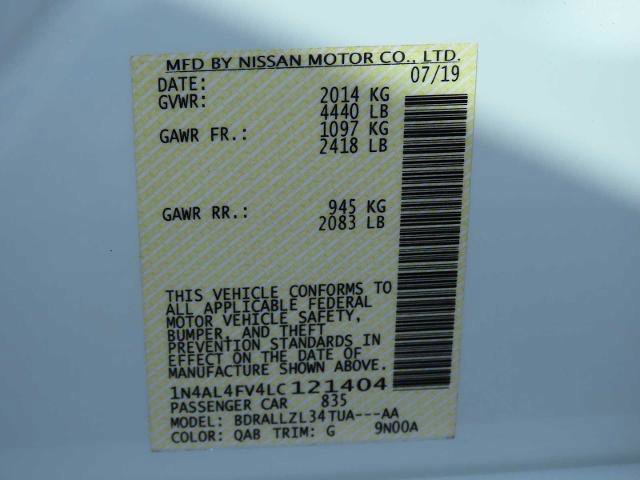 MFD BY NISSAN MOTOR CO., LTD.
DATE: 07/19
GVWR: 2014 KG
4440 LB
GAWR FR.: 1097 KG
2418 LB
GAWR RR.: 945 KG
2083 LB
THIS VEHICLE CONFORMS TO
ALL APPLICABLE FEDERAL
MOTOR VEHICLE SAFETY,
BUMPER, AND THEFT
PREVENTION STANDARDS IN
EFFECT ON THE DATE OF
MANUFACTURE SHOWN ABOVE.
1N4AL4FV4LC121404
PASSENGER CAR 835
MODEL: BDRALLZL34TUA---AA
COLOR: QAB TRIM: G 9N00A